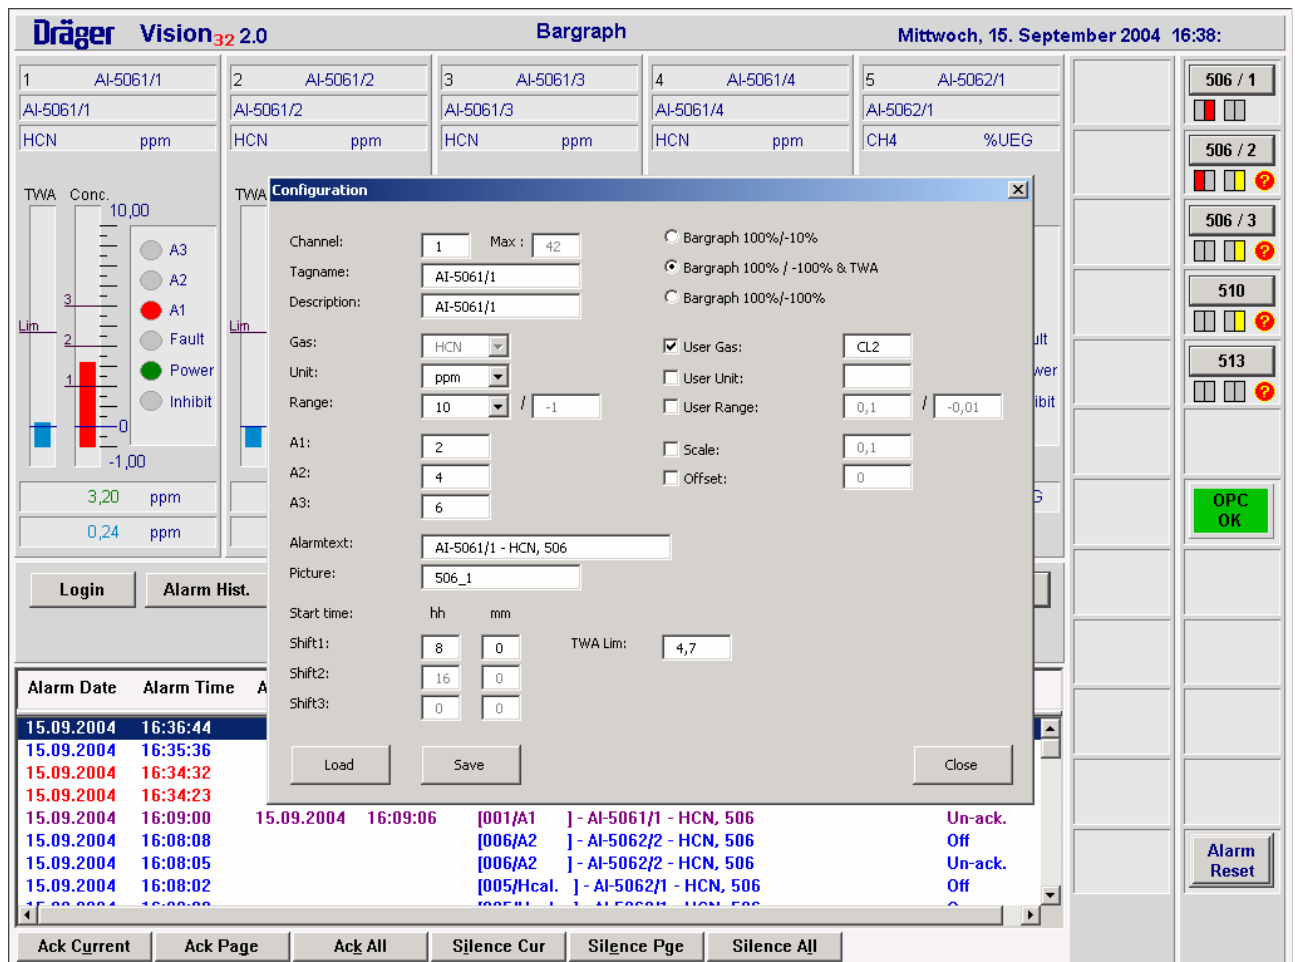 Dräger Vision32 2.0 Bargraph Mittwoch, 15. September 2004 16:38:
1 AI-5061/1 2 AI-5061/2 3 AI-5061/3 4 AI-5061/4 5 AI-5062/1 506 / 1
AI-5061/1 AI-5061/2 AI-5061/3 AI-5061/4 AI-5062/1
HCN ppm HCN ppm HCN ppm HCN ppm CH4 %UEG
506 / 2
?
TWA Conc. TWA
10,00
506 / 3
?
A3
A2
510
3
A1
Lim Lim
?
2
Fault
Power
513
1
Inhibit
?
0
-1,00
3,20 ppm
0,24 ppm
OPC
OK
Configuration
Channel: 1 Max : 42 Bargraph 100%/-10%
Tagname: AI-5061/1 Bargraph 100% / -100% & TWA
Description: AI-5061/1 Bargraph 100%/-100%
Gas: HCN User Gas: CL2
Unit: ppm User Unit:
Range: 10 / -1 User Range: 0,1 / -0,01
A1: 2 Scale: 0,1
A2: 4 Offset: 0
A3: 6
Alarmtext: AI-5061/1 - HCN, 506
Picture: 506_1
Start time: hh mm
Shift1: 8 0 TWA Lim: 4,7
Shift2: 16 0
Shift3: 0 0
Load Save Close
Login Alarm Hist.
Alarm Date Alarm Time A
15.09.2004 16:36:44
15.09.2004 16:35:36
15.09.2004 16:34:32
15.09.2004 16:34:23
15.09.2004 16:09:00 15.09.2004 16:09:06 [001/A1 ] - AI-5061/1 - HCN, 506 Un-ack.
15.09.2004 16:08:08 [006/A2 ] - AI-5062/2 - HCN, 506 Off
15.09.2004 16:08:05 [006/A2 ] - AI-5062/2 - HCN, 506 Un-ack.
15.09.2004 16:08:02 [005/Hcal. ] - AI-5062/1 - HCN, 506 Off
Alarm
Reset
Ack Current Ack Page Ack All Silence Cur Silence Pge Silence All